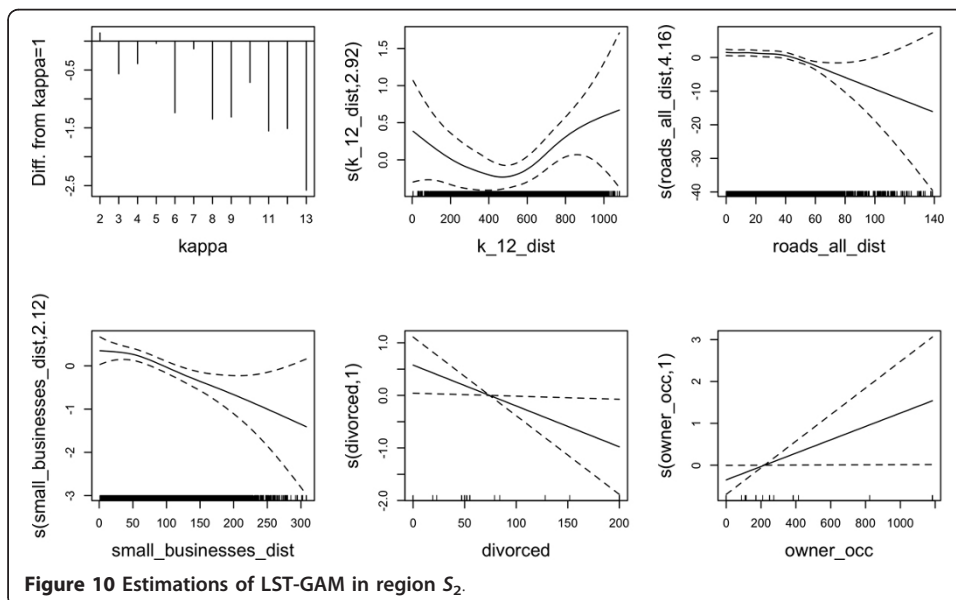 Diff. from kappa=1
-0.5
-1.5
-2.5
2 3 4 5 6 7 8 9 11 13
kappa
s(k_12_dist,2.92)
1.5
1.0
0.5
0.0
0 200 400 600 800 1000
k_12_dist
s(roads_all_dist,4.16)
10
0
-10
-20
-30
-40
0 20 40 60 80 100 140
roads_all_dist
s(small_businesses_dist,2.12)
0
-1
-2
-3
0 50 100 150 200 250 300
small_businesses_dist
s(divorced,1)
1.0
0.0
-1.0
-2.0
0 50 100 150 200
divorced
s(owner_occ,1)
3
2
1
0
0 200 400 600 800 1000
owner_occ
Figure 10 Estimations of LST-GAM in region S₂.